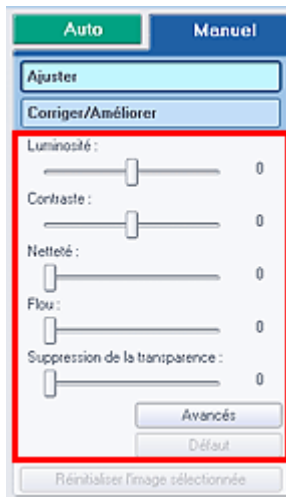 Auto Manuel
Ajuster
Corriger/Améliorer
Luminosité :
0
Contraste :
0
Netteté :
0
Flou :
0
Suppression de la transparence :
0
Avancés
Défaut
Réinitialiser l'image sélectionnée